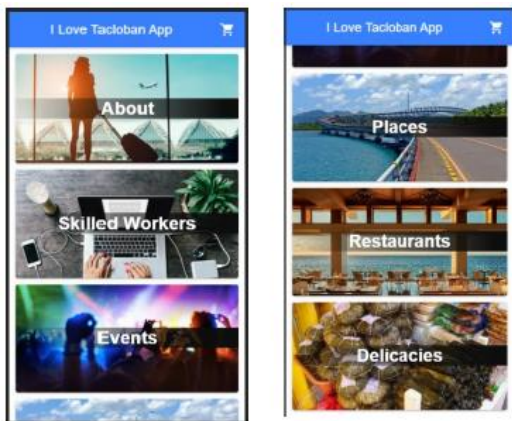 I Love Tacloban App
About
Skilled Workers
Events
I Love Tacloban App
Places
Restaurants
Delicacies